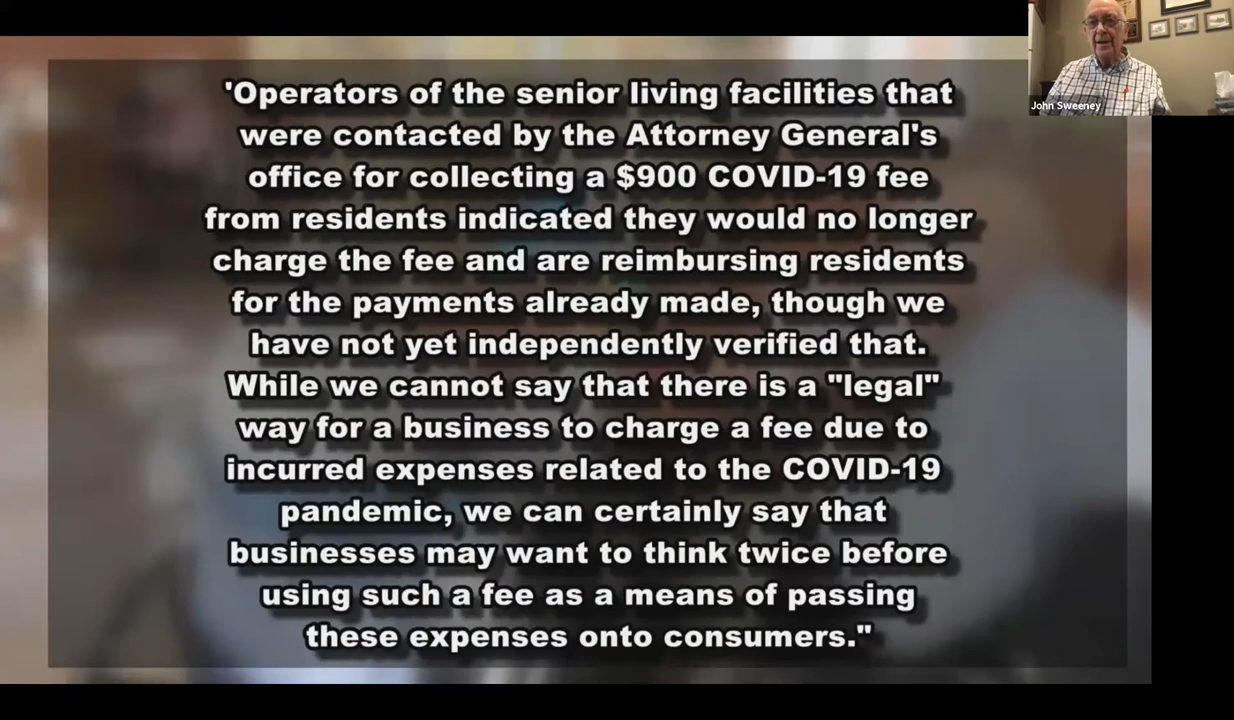 'Operators of the senior living facilities that
were contacted by the Attorney General's
office for collecting a $900 COVID-19 fee
from residents indicated they would no longer
charge the fee and are reimbursing residents
for the payments already made, though we
have not yet independently verified that.
While we cannot say that there is a "legal"
way for a business to charge a fee due to
incurred expenses related to the COVID-19
pandemic, we can certainly say that
businesses may want to think twice before
using such a fee as a means of passing
these expenses onto consumers."
John Sweeney